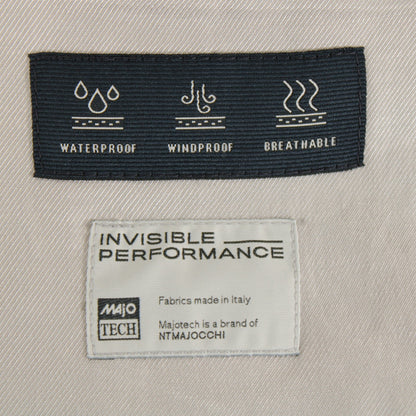 WATERPROOF WINDPROOF BREATHABLE
INVISIBLE
PERFORMANCE
MAJO
TECH
Fabrics made in Italy
Majotech is a brand of
NTMAJOCCHI